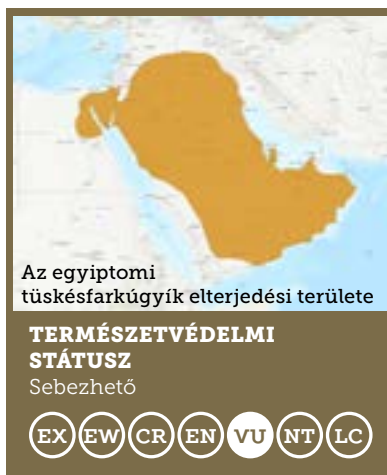 Az egyiptomi
tüskésfarkúgyík elterjedési területe
TERMÉSZETVÉDELMI
STÁTUSZ
Sebezhető
EX EW CR EN VU NT LC